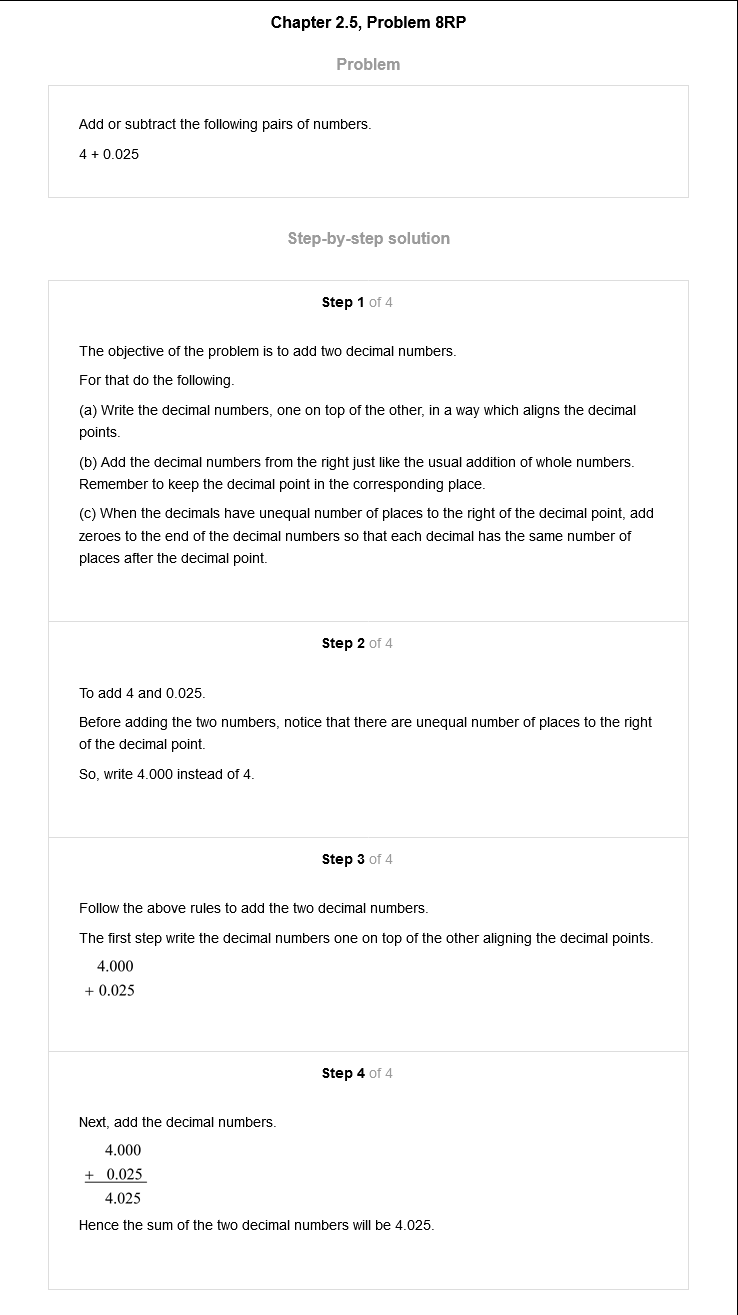 Chapter 2.5, Problem 8RP
Problem
Add or subtract the following pairs of numbers.
4 + 0.025
Step-by-step solution
Step 1 of 4
The objective of the problem is to add two decimal numbers.
For that do the following.
(a) Write the decimal numbers, one on top of the other, in a way which aligns the decimal
points.
(b) Add the decimal numbers from the right just like the usual addition of whole numbers.
Remember to keep the decimal point in the corresponding place.
(c) When the decimals have unequal number of places to the right of the decimal point, add
zeroes to the end of the decimal numbers so that each decimal has the same number of
places after the decimal point.
Step 2 of 4
To add 4 and 0.025.
Before adding the two numbers, notice that there are unequal number of places to the right
of the decimal point.
So, write 4.000 instead of 4.
Step 3 of 4
Follow the above rules to add the two decimal numbers.
The first step write the decimal numbers one on top of the other aligning the decimal points.
4.000
+ 0.025
Step 4 of 4
Next, add the decimal numbers.
4.000
+ 0.025
4.025
Hence the sum of the two decimal numbers will be 4.025.